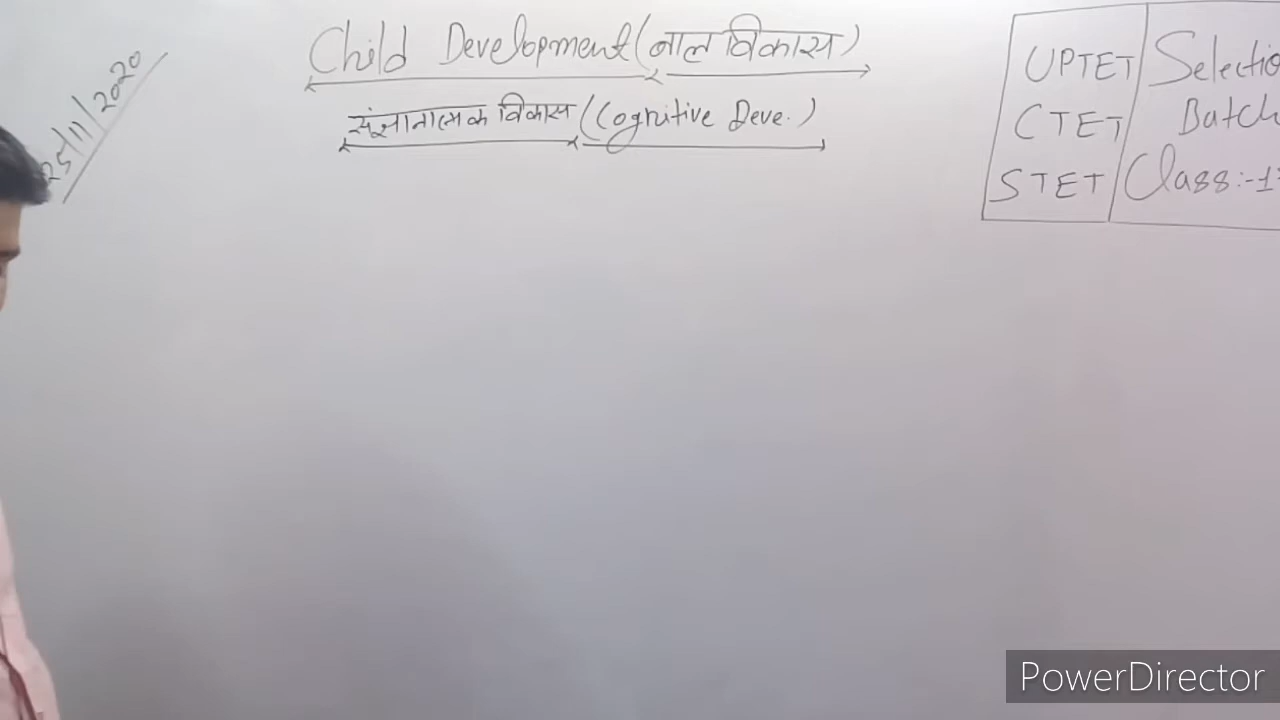 25/11/2020
Child Development (बाल विकास)
संज्ञानात्मक विकास (Cognitive Deve.)
UPTET
CTET
STET
Selectio
Batch
Class:-1
PowerDirector